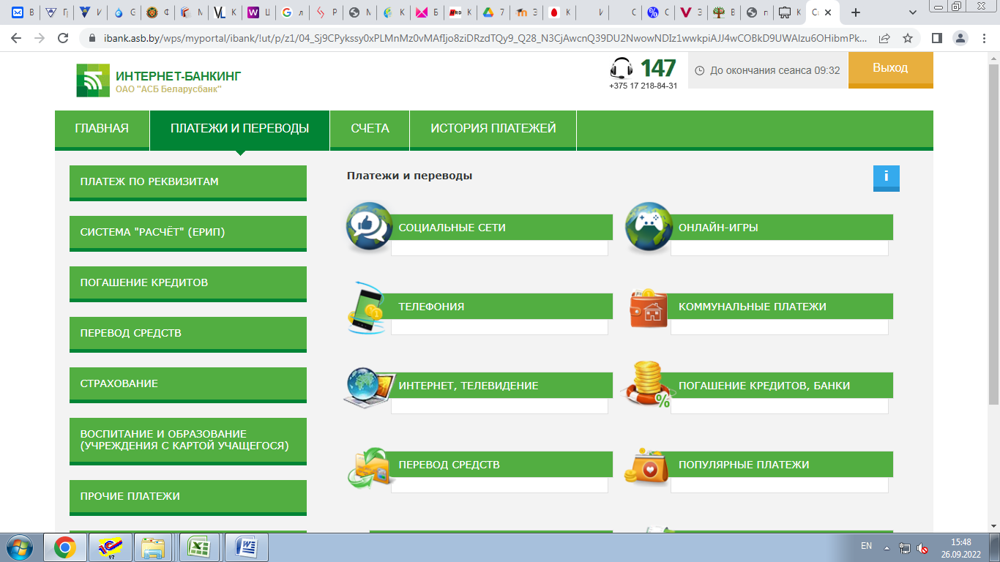 ibank.asb.by/wps/myportal/ibank/!ut/p/z1/04_Sj9CPykssy0xPLMnMz0vMAfIjo8ziDRzdTQy9_Q28_N3CjAwcnQ39DU2NwowNDIz1wwkpiAJJ4wCOBkD9UWAlzu6OHibmPk...
ИНТЕРНЕТ-БАНКИНГ
ОАО "АСБ Беларусбанк"
147
+375 17 218-84-31
До окончания сеанса 09:32
Выход
ГЛАВНАЯ
ПЛАТЕЖИ И ПЕРЕВОДЫ
СЧЕТА
ИСТОРИЯ ПЛАТЕЖЕЙ
ПЛАТЕЖ ПО РЕКВИЗИТАМ
СИСТЕМА "РАСЧЁТ" (ЕРИП)
ПОГАШЕНИЕ КРЕДИТОВ
ПЕРЕВОД СРЕДСТВ
СТРАХОВАНИЕ
ВОСПИТАНИЕ И ОБРАЗОВАНИЕ
(УЧРЕЖДЕНИЯ С КАРТОЙ УЧАЩЕГОСЯ)
ПРОЧИЕ ПЛАТЕЖИ
Платежи и переводы
i
СОЦИАЛЬНЫЕ СЕТИ
ОНЛАЙН-ИГРЫ
ТЕЛЕФОНИЯ
КОММУНАЛЬНЫЕ ПЛАТЕЖИ
ИНТЕРНЕТ, ТЕЛЕВИДЕНИЕ
ПОГАШЕНИЕ КРЕДИТОВ, БАНКИ
ПЕРЕВОД СРЕДСТВ
ПОПУЛЯРНЫЕ ПЛАТЕЖИ
EN
15:48
26.09.2022